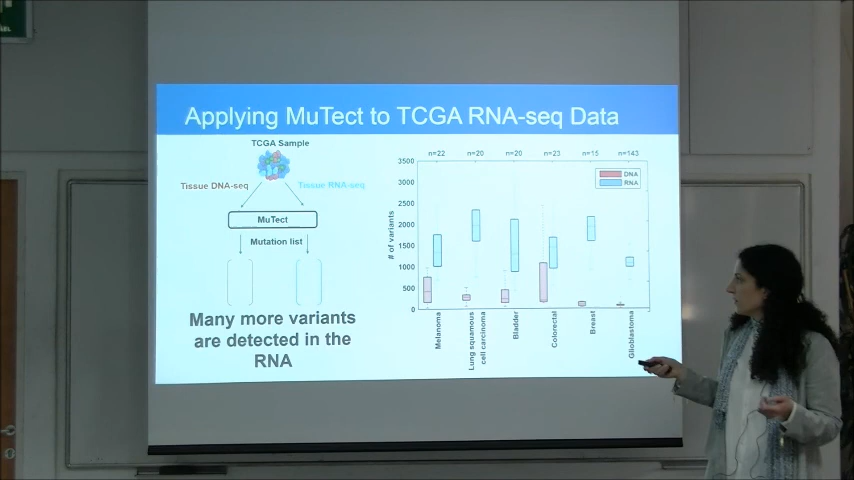 Applying MuTect to TCGA RNA-seq Data
TCGA Sample
Tissue DNA-seq
Tissue RNA-seq
MuTect
Mutation list
Many more variants
are detected in the
RNA
n=22 n=20 n=20 n=23 n=15 n=143
# of variants
3500
3000
2500
2000
1500
1000
500
0
DNA
RNA
Melanoma
Lung squamous
cell carcinoma
Bladder
Colorectal
Breast
Glioblastoma